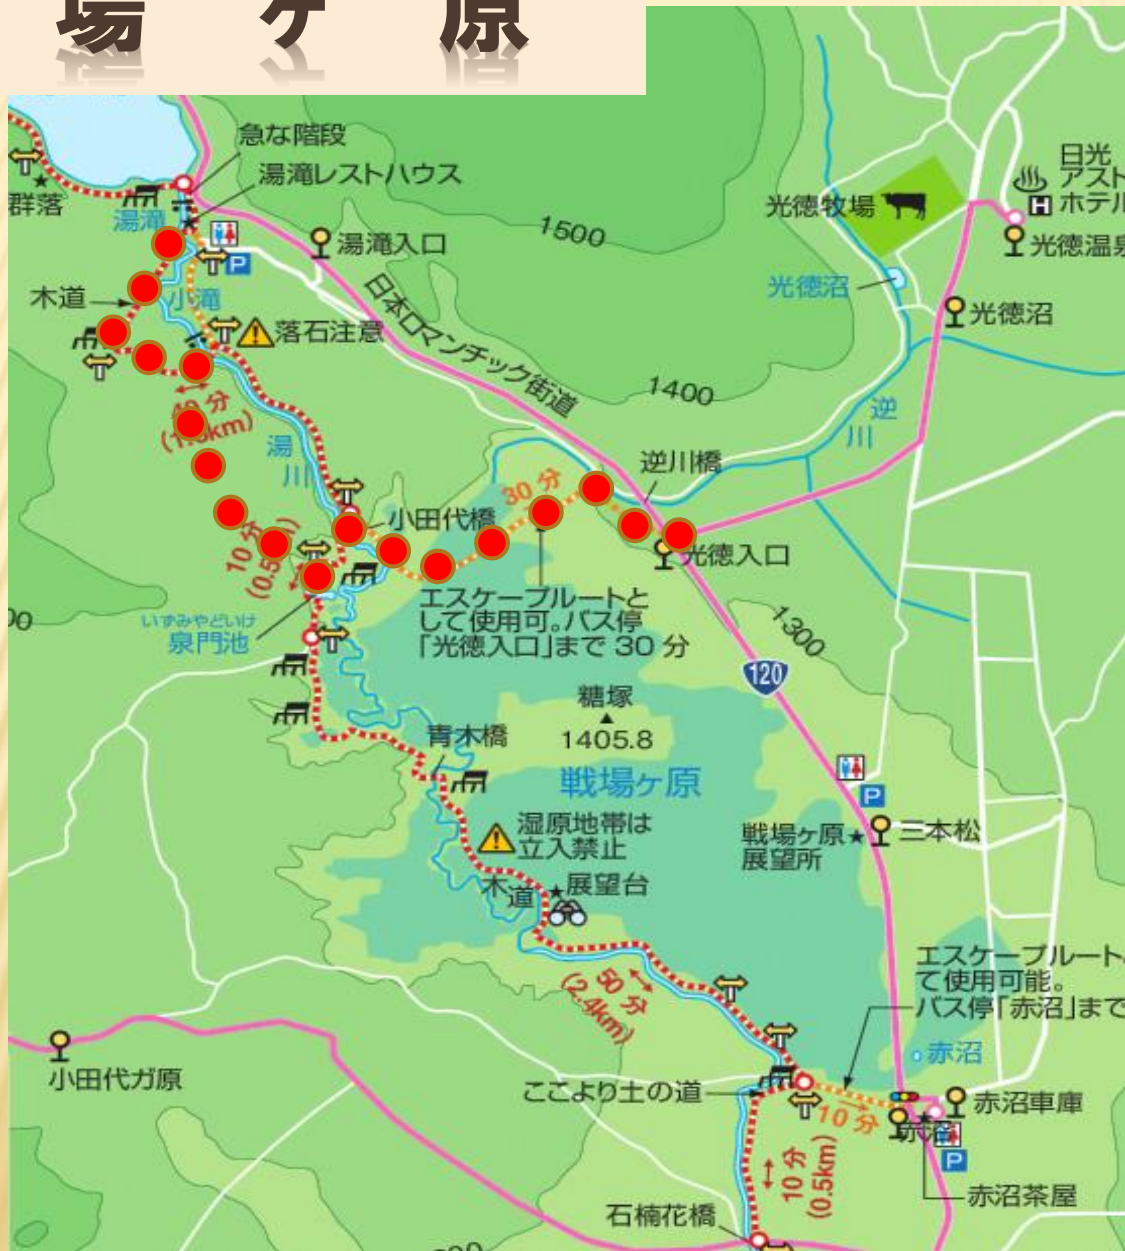 場ヶ原
急な階段
湯滝レストハウス
群落
湯滝
湯滝入口
P
木道
小滝
落石注意
日本ロマンチック街道
1500
1400
光徳牧場
日光
アスト
ホテル
H
光徳温泉
光徳沼
光徳沼
逆川
逆川橋
光徳入口
湯川
(1.6km)
30分
小田代橋
10分
(0.5
いずみやどいけ
泉門池
エスケープルートと
して使用可。バス停
「光徳入口」まで 30 分
1300
120
糖塚
1405.8
青木橋
戦場ヶ原
湿原地帯は
立入禁止
P
戦場ヶ原
展望所
三本松
木道
展望台
50分
(2.4km)
エスケープルート
て使用可能。
バス停「赤沼」まで
赤沼
小田代ガ原
ここより土の道
10分
赤沼車庫
赤沼
P
10分
(0.5km)
赤沼茶屋
石楠花橋